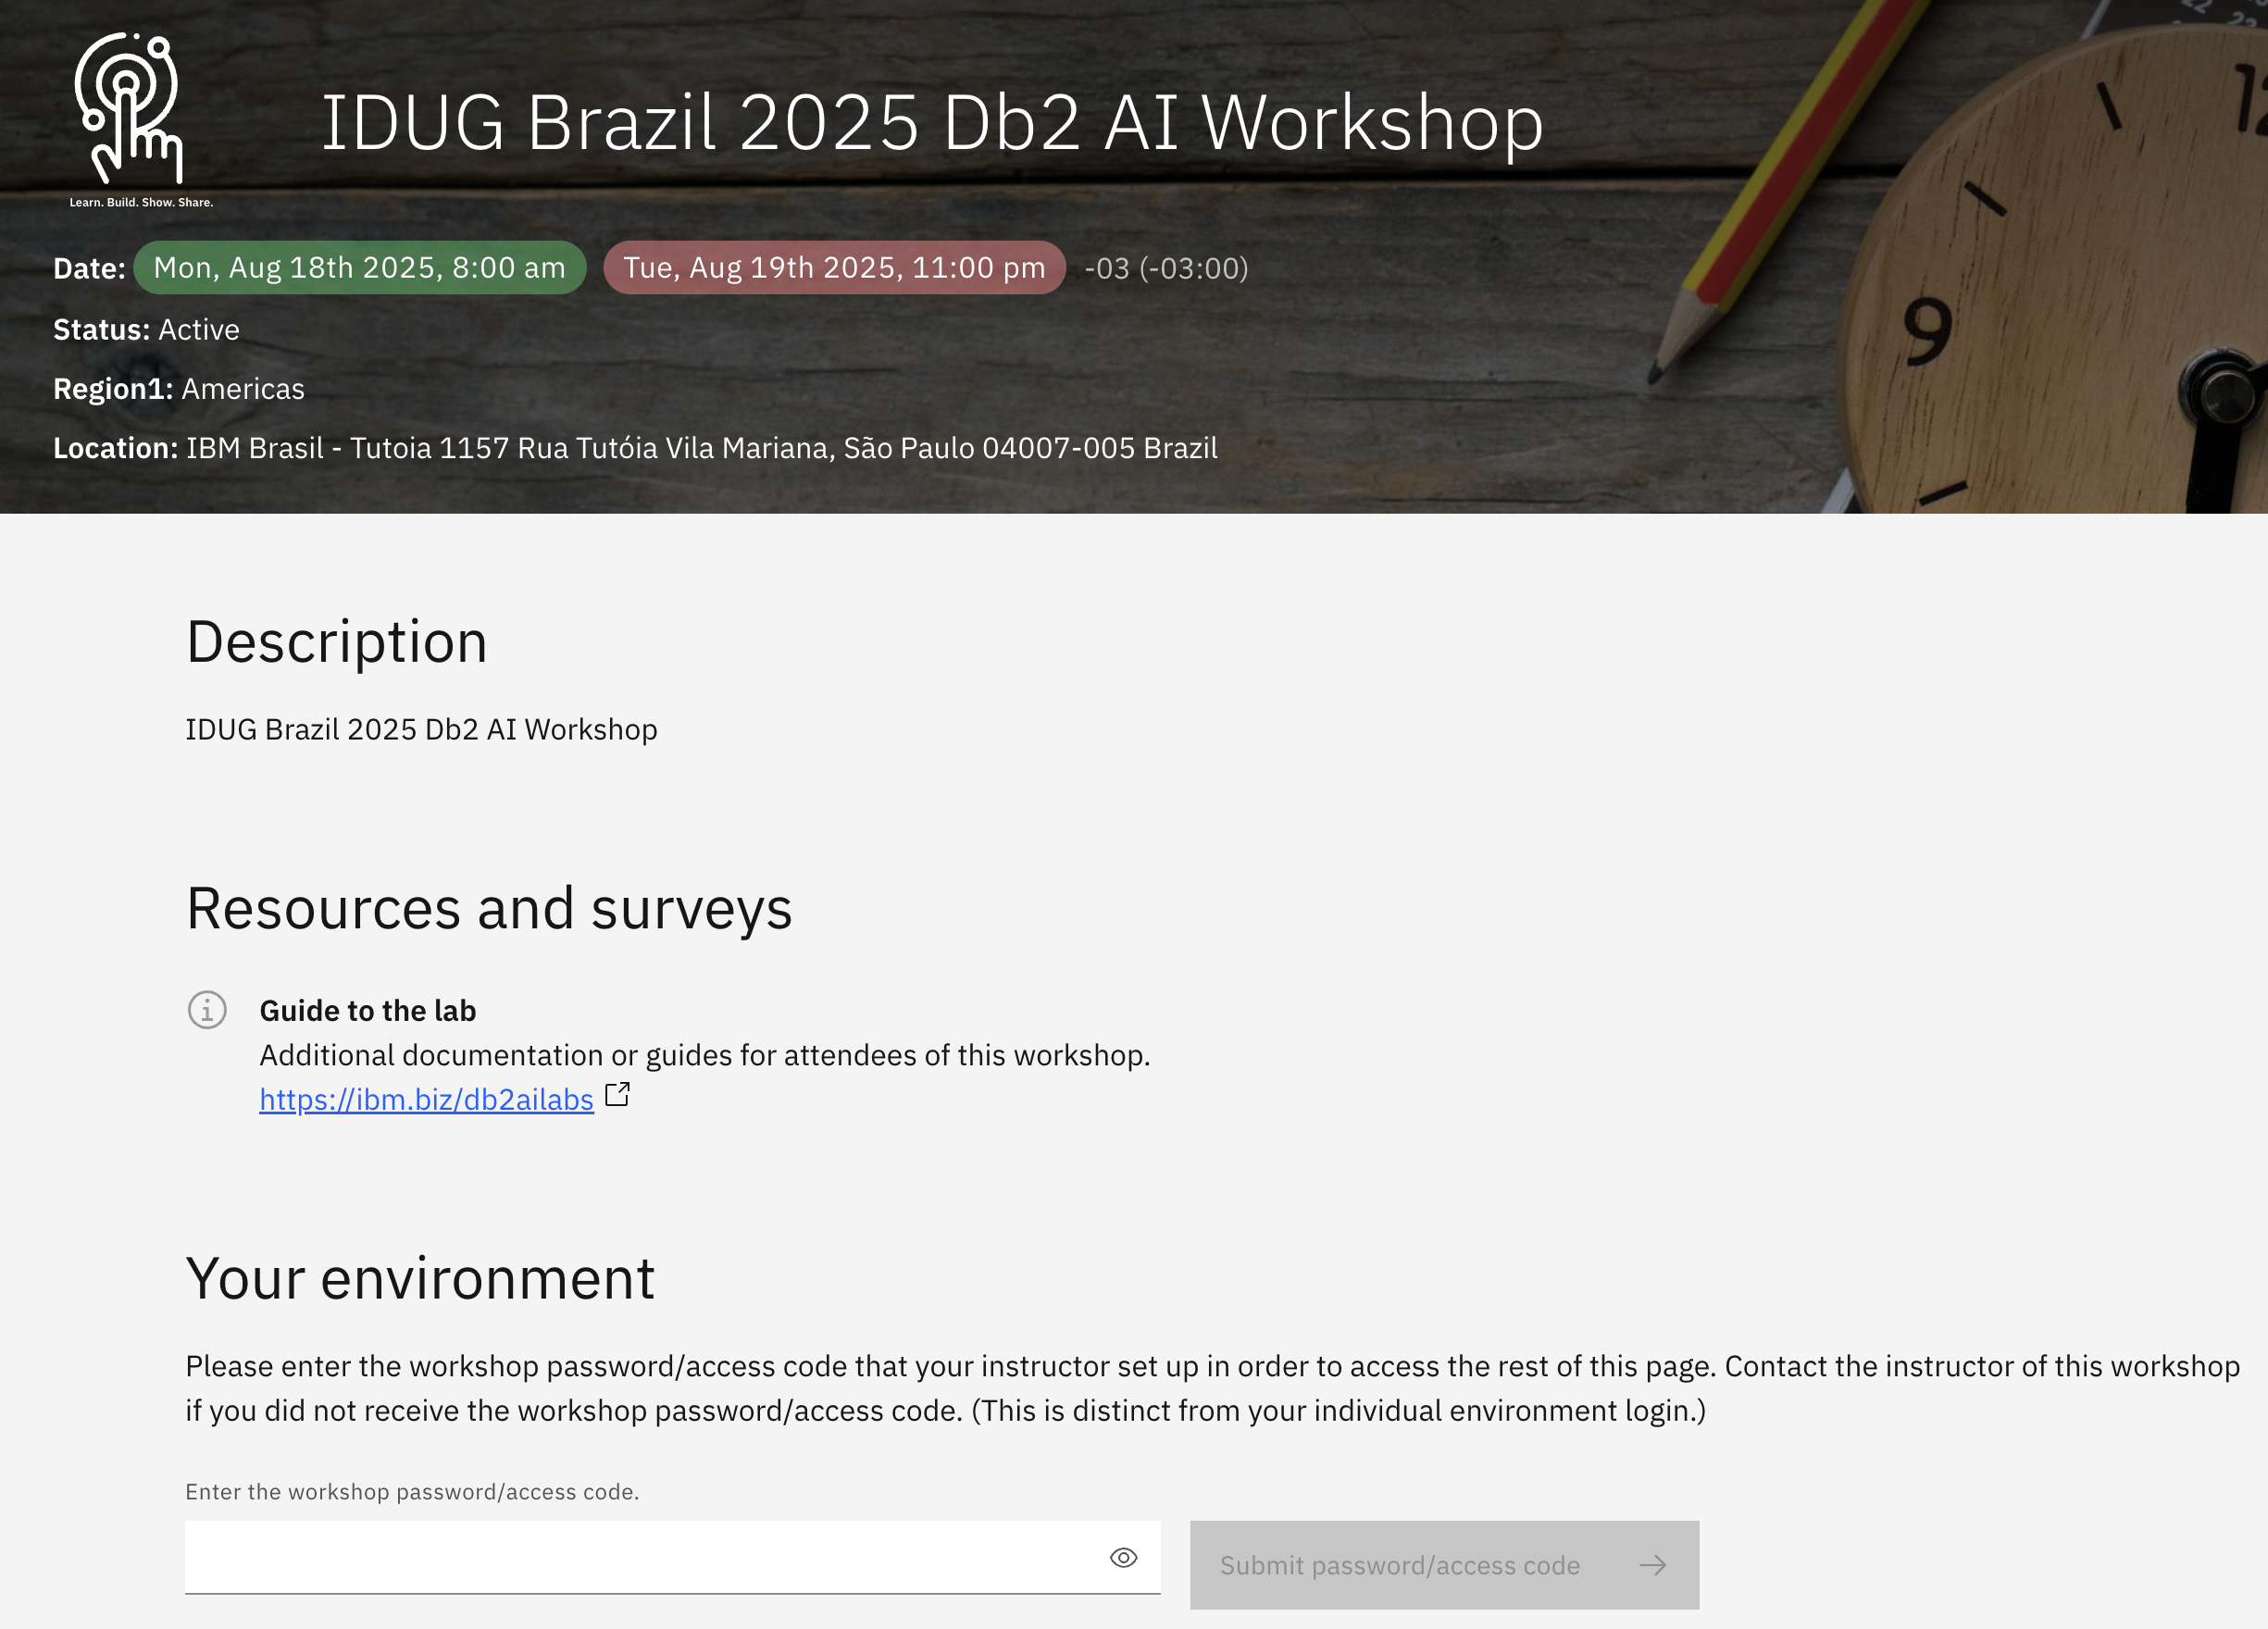 Learn. Build. Show. Share.
IDUG Brazil 2025 Db2 AI Workshop
Date: Mon, Aug 18th 2025, 8:00 am Tue, Aug 19th 2025, 11:00 pm -03 (-03:00)
Status: Active
Region1: Americas
Location: IBM Brasil - Tutoia 1157 Rua Tutóia Vila Mariana, São Paulo 04007-005 Brazil
9
12
22
Description
IDUG Brazil 2025 Db2 AI Workshop
Resources and surveys
Guide to the lab
Additional documentation or guides for attendees of this workshop.
https://ibm.biz/db2ailabs
Your environment
Please enter the workshop password/access code that your instructor set up in order to access the rest of this page. Contact the instructor of this workshop
if you did not receive the workshop password/access code. (This is distinct from your individual environment login.)
Enter the workshop password/access code.
Submit password/access code